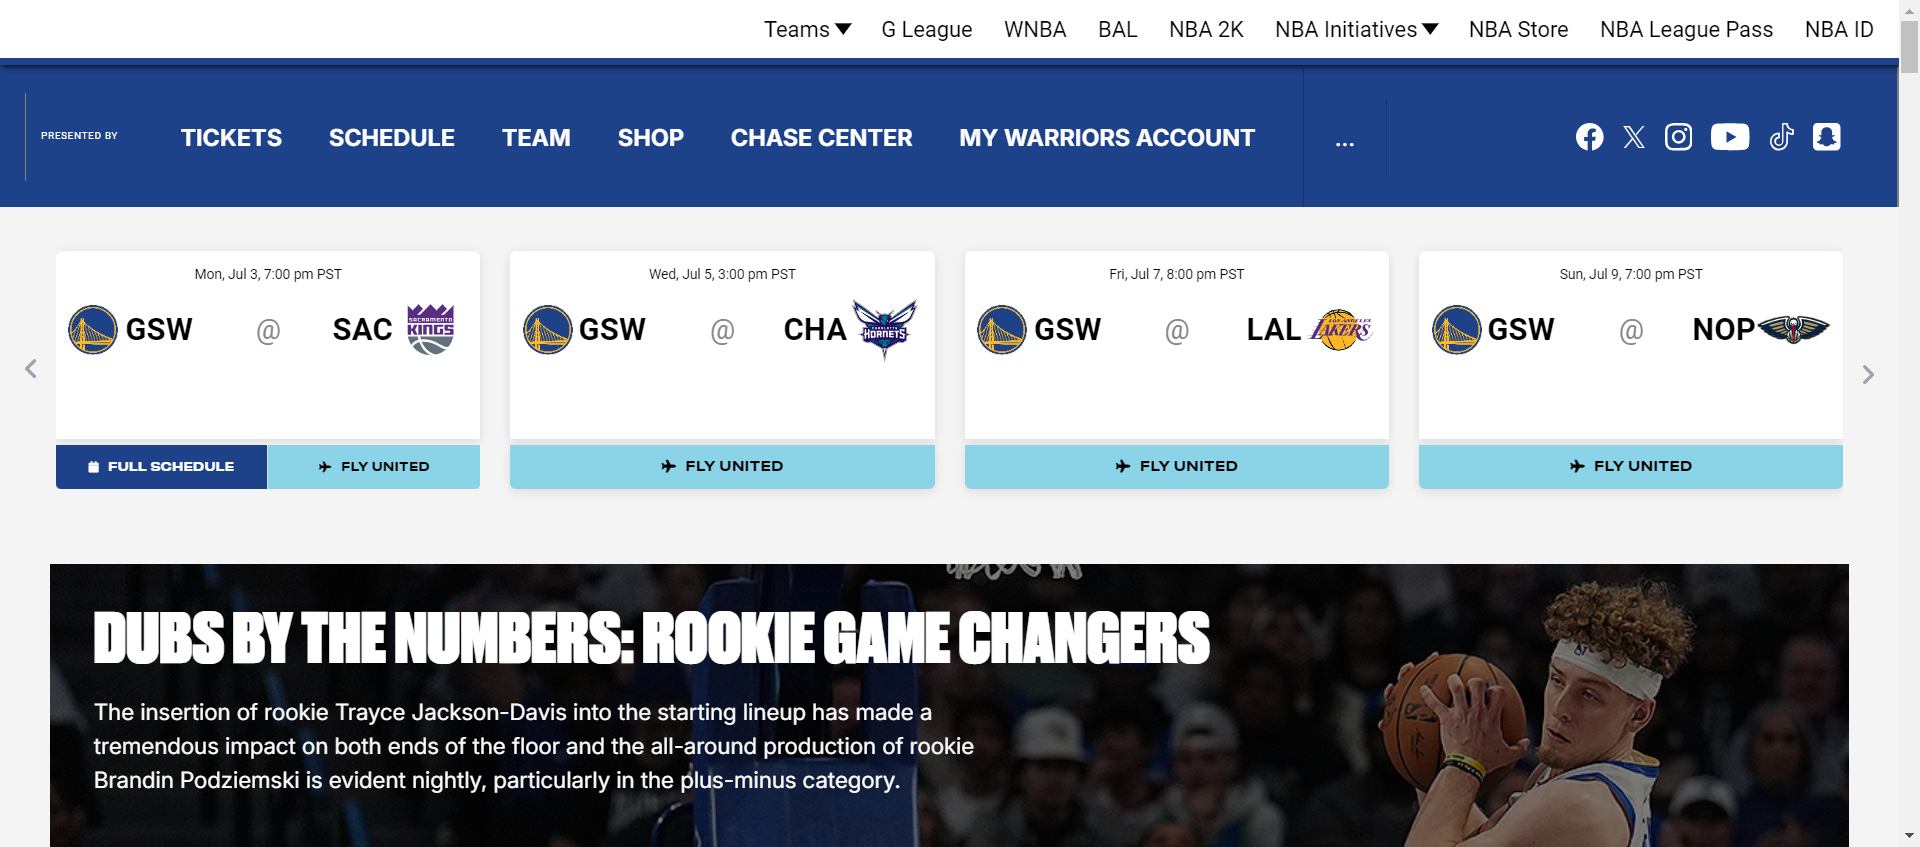 Teams
G League
WNBA
BAL
NBA 2K
NBA Initiatives
NBA Store
NBA League Pass
NBA ID
PRESENTED BY
TICKETS
SCHEDULE
TEAM
SHOP
CHASE CENTER
MY WARRIORS ACCOUNT
...
Mon, Jul 3, 7:00 pm PST
GSW @ SAC
SACRAMENTO
KINGS
FULL SCHEDULE
FLY UNITED
Wed, Jul 5, 3:00 pm PST
GSW @ CHA
HORNETS
FLY UNITED
Fri, Jul 7, 8:00 pm PST
GSW @ LAL
LOS ANGELES
LAKERS
FLY UNITED
Sun, Jul 9, 7:00 pm PST
GSW @ NOP
FLY UNITED
DUBS BY THE NUMBERS: ROOKIE GAME CHANGERS
The insertion of rookie Trayce Jackson-Davis into the starting lineup has made a
tremendous impact on both ends of the floor and the all-around production of rookie
Brandin Podziemski is evident nightly, particularly in the plus-minus category.